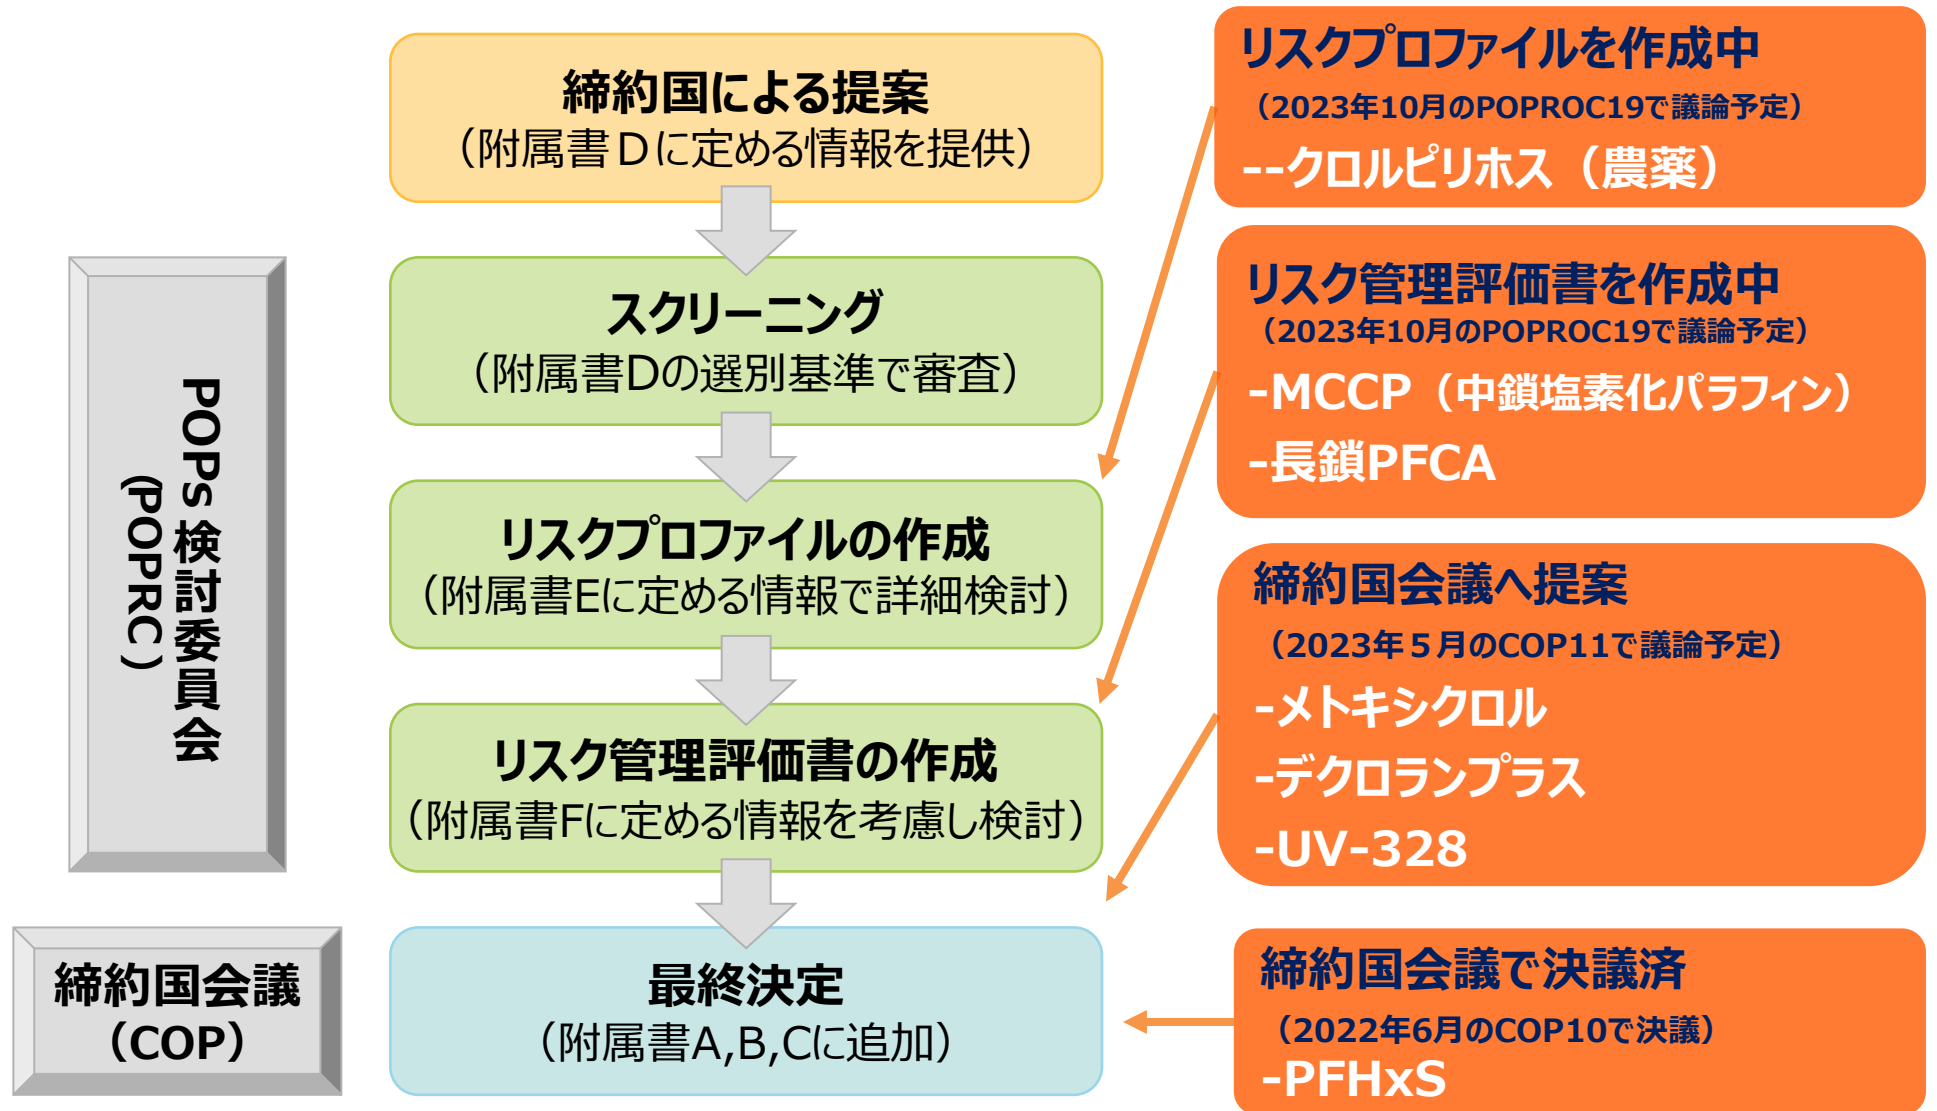 締約国による提案
（附属書Ｄに定める情報を提供）
スクリーニング
（附属書Dの選別基準で審査）
リスクプロファイルの作成
（附属書Eに定める情報で詳細検討）
リスク管理評価書の作成
（附属書Fに定める情報を考慮し検討）
最終決定
（附属書A,B,Cに追加）
POPs 検討委員会
（POPRC）
締約国会議
（COP）
リスクプロファイルを作成中
（2023年10月のPOPROC19で議論予定）
--クロルピリホス（農薬）
リスク管理評価書を作成中
（2023年10月のPOPROC19で議論予定）
-MCCP（中鎖塩素化パラフィン）
-長鎖PFCA
締約国会議へ提案
（2023年５月のCOP11で議論予定）
-メトキシクロル
-デクロランプラス
-UV-328
締約国会議で決議済
（2022年6月のCOP10で決議）
-PFHxS